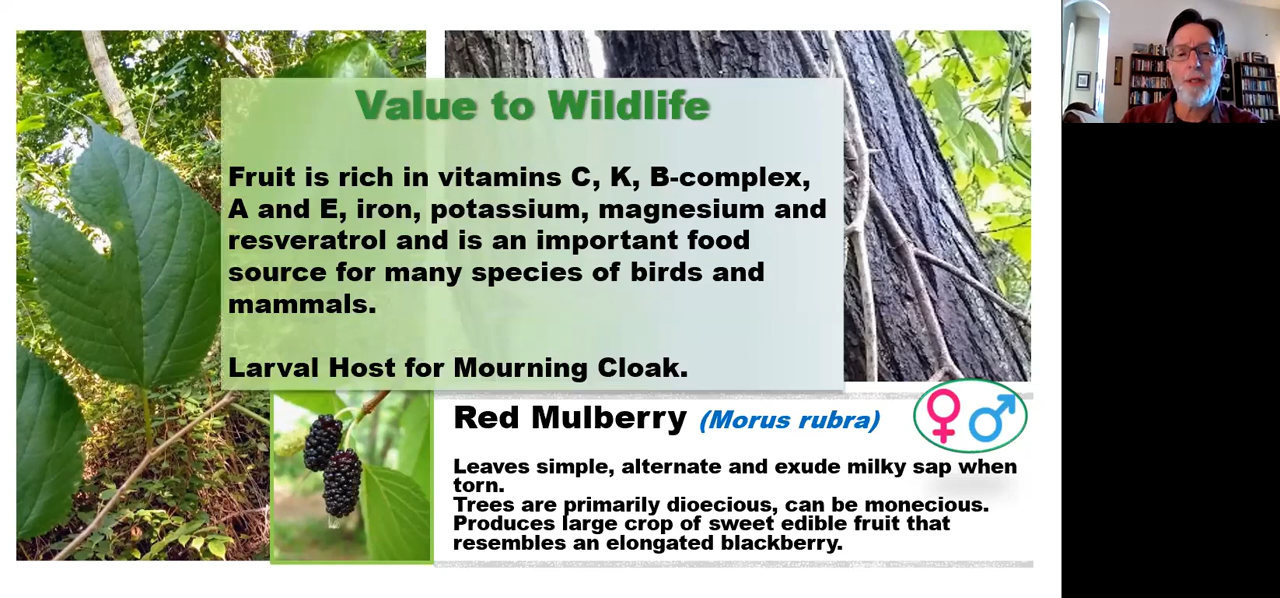 Value to Wildlife
Fruit is rich in vitamins C, K, B-complex,
A and E, iron, potassium, magnesium and
resveratrol and is an important food
source for many species of birds and
mammals.
Larval Host for Mourning Cloak.
Red Mulberry (Morus rubra)
Leaves simple, alternate and exude milky sap when
torn.
Trees are primarily dioecious, can be monecious.
Produces large crop of sweet edible fruit that
resembles an elongated blackberry.